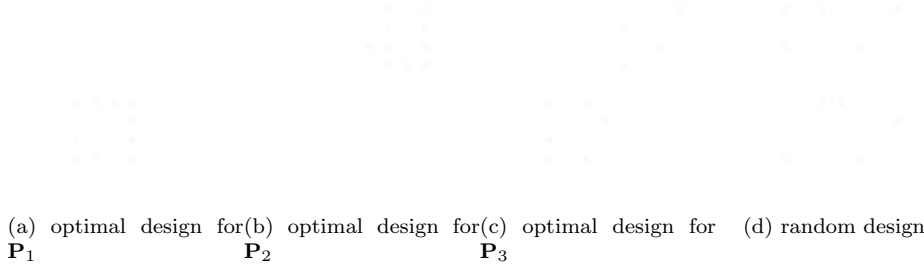 (a) optimal design for(b) optimal design for(c) optimal design for (d) random design
P₁ P₂ P₃